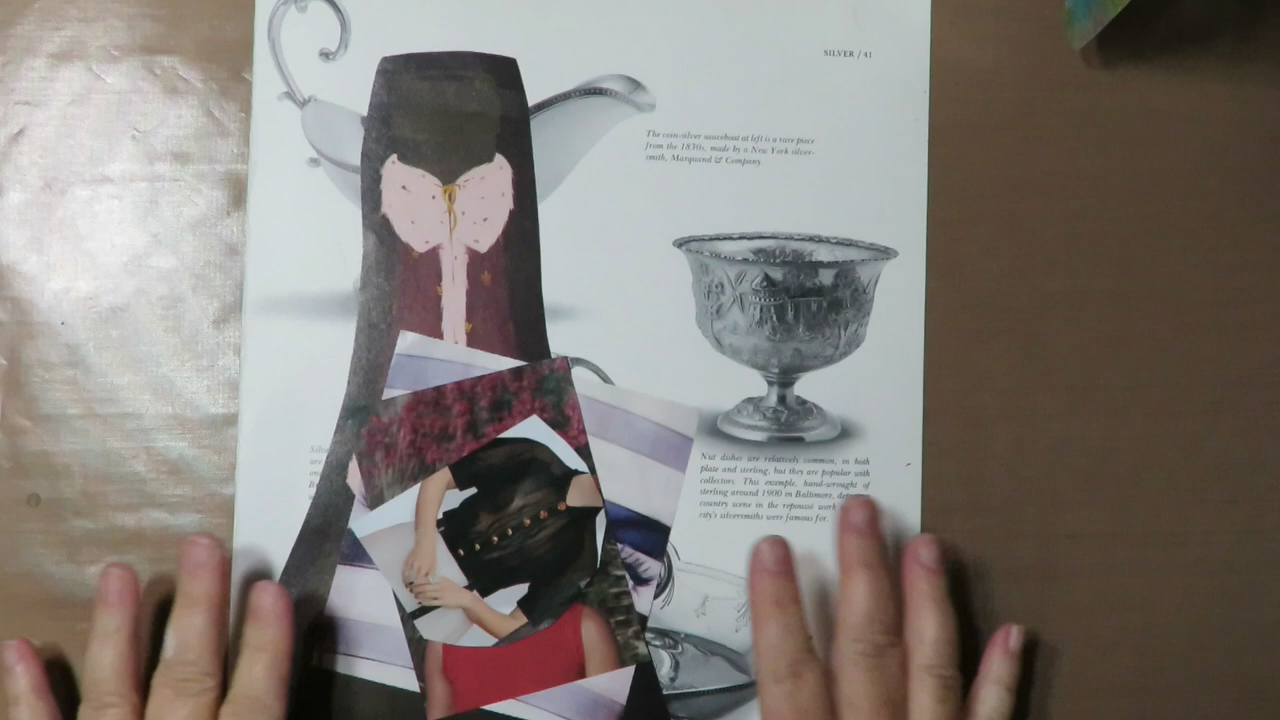 SILVER / 41
The coin-silver sauceboat at left is a rare piece
from the 1830s, made by a New York silver-
smith, Marquand & Company.
Nut dishes are relatively common, in both
plate and sterling, but they are popular with
collectors. This example, hand-wrought of
sterling around 1900 in Baltimore,
country scene in the repoussé work
city's silversmiths were famous for.